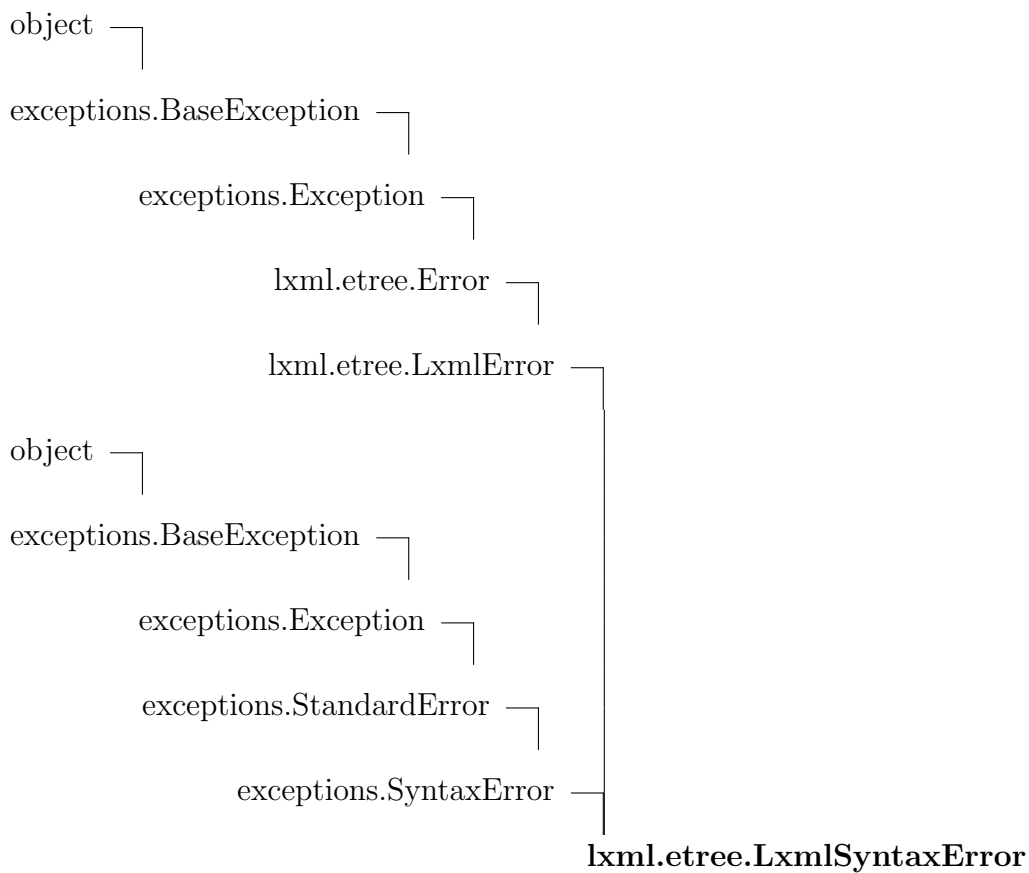 object
exceptions.BaseException
exceptions.Exception
lxml.etree.Error
lxml.etree.LxmlError
object
exceptions.BaseException
exceptions.Exception
exceptions.StandardError
exceptions.SyntaxError
lxml.etree.LxmlSyntaxError